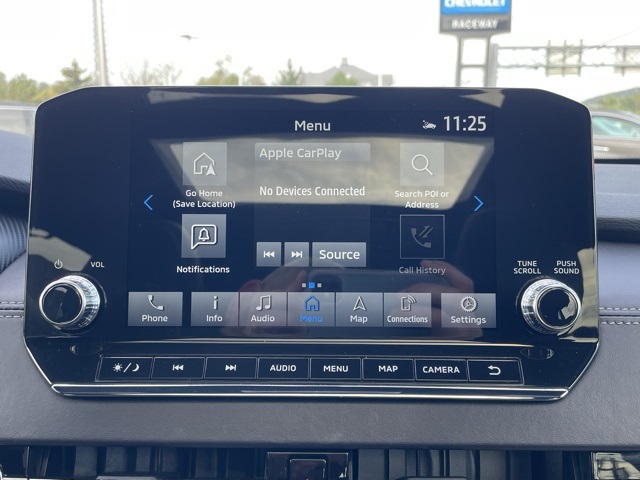 CHEVROLET
RACEWAY
Menu
11:25
Apple CarPlay
No Devices Connected
Go Home
(Save Location)
Search POI or
Address
Notifications
Source
Call History
VOL
TUNE
SCROLL
PUSH
SOUND
Phone
Info
Audio
Menu
Map
Connections
Settings
AUDIO
MENU
MAP
CAMERA